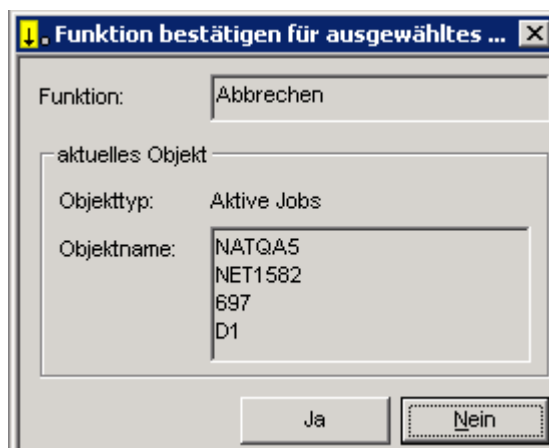 Funktion bestätigen für ausgewähltes ...
Funktion: Abbrechen
aktuelles Objekt
Objekttyp: Aktive Jobs
Objektname: NATQA5
NET1582
697
D1
Ja Nein